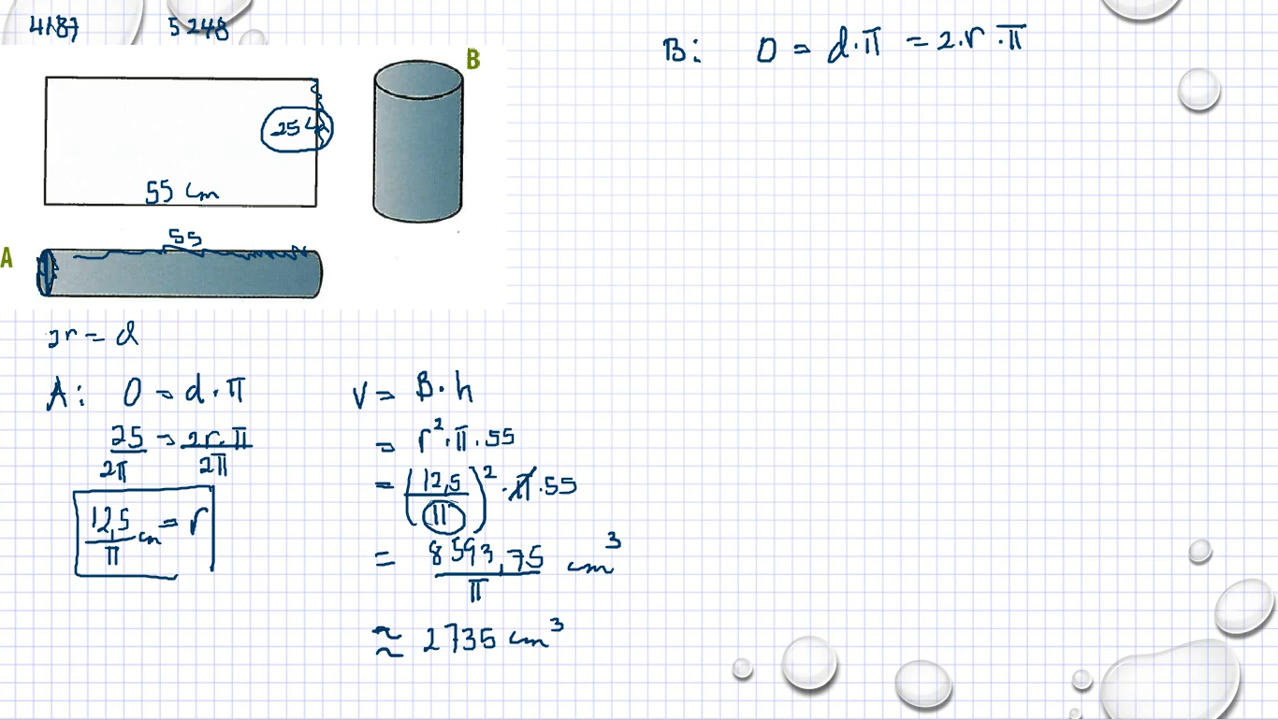 4187 5248
B
25 cm
55 cm
55
A
2r = d
A: O = d · π
25/2π = 2r·π/2π
12,5/π cm = r
V = B · h
= r² · π · 55
= (12,5/π)² · π · 55
= 8593,75/π cm³
≈ 2735 cm³
B: O = d · π = 2 · r · π